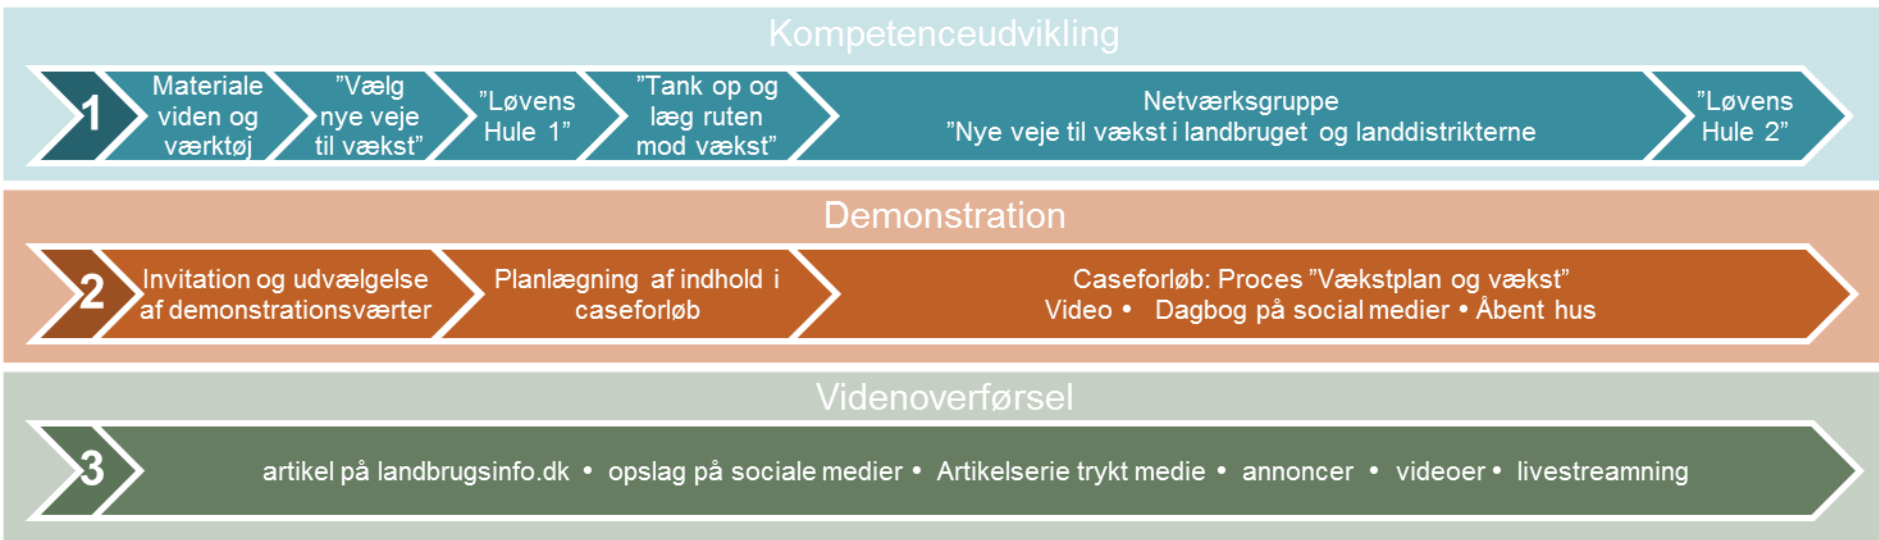 Kompetenceudvikling
1
Materiale
viden og
værktøj
”Vælg
nye veje
til vækst”
”Løvens
Hule 1”
”Tank op og
læg ruten
mod vækst”
Netværksgruppe
”Nye veje til vækst i landbruget og landdistrikterne
”Løvens
Hule 2”
Demonstration
2
Invitation og udvælgelse
af demonstrationsværter
Planlægning af indhold i
caseforløb
Caseforløb: Proces ”Vækstplan og vækst”
Video • Dagbog på social medier • Åbent hus
Videnoverførsel
3
artikel på landbrugsinfo.dk • opslag på sociale medier • Artikelserie trykt medie • annoncer • videoer • livestreamning